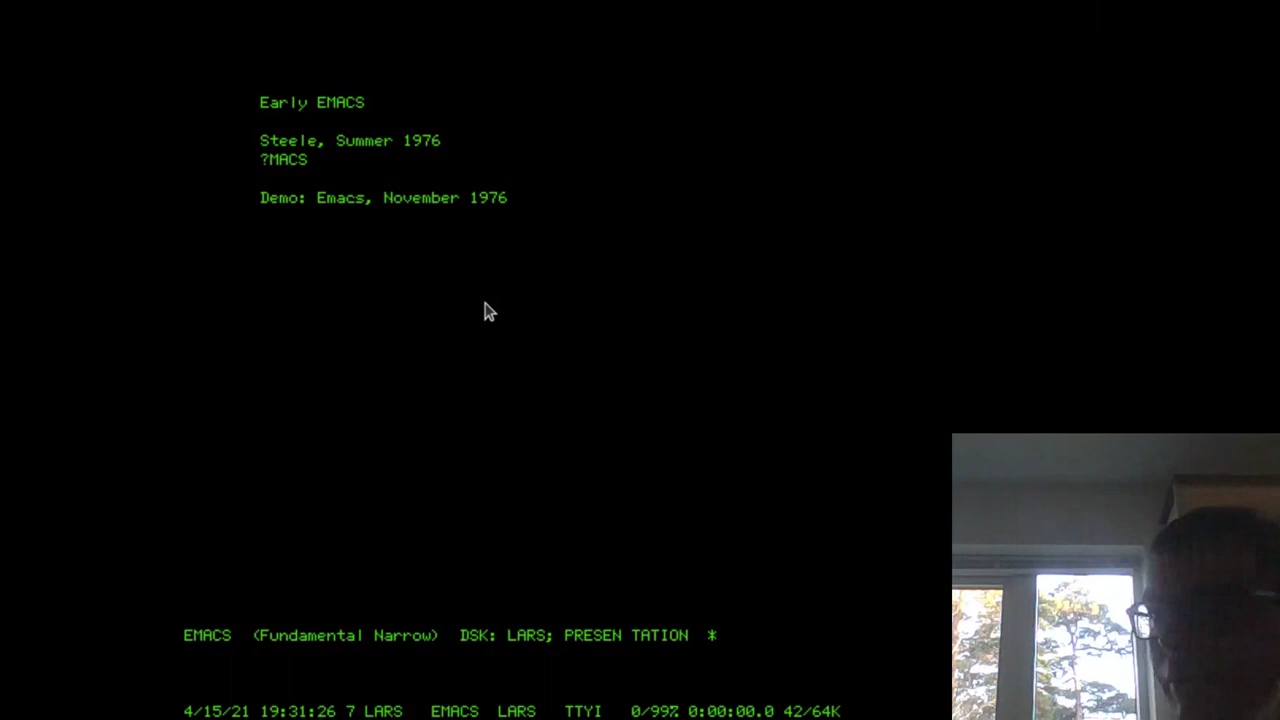 Early EMACS
Steele, Summer 1976
?MACS
Demo: Emacs, November 1976
EMACS (Fundamental Narrow) DSK: LARS; PRESEN TATION *
4/15/21 19:31:26 7 LARS EMACS LARS TTYI 0/99% 0:00:00.0 42/64K